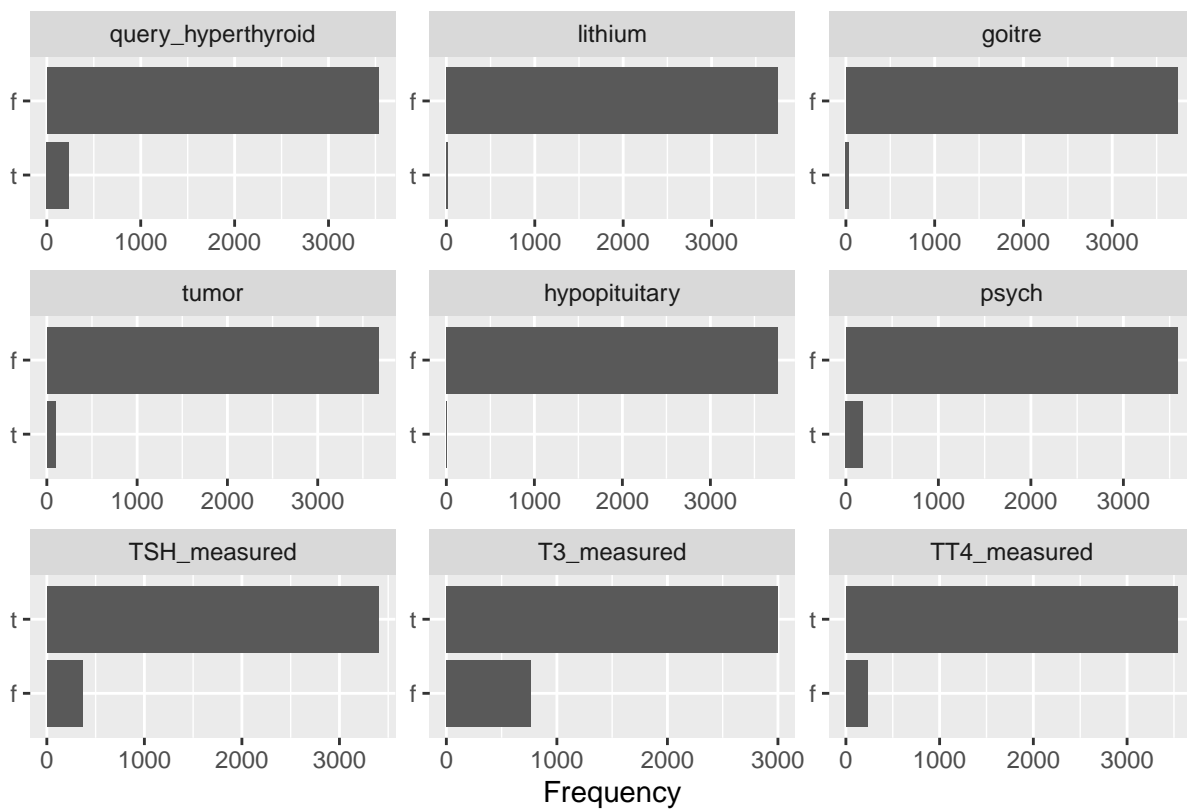 query_hyperthyroid lithium goitre
f f f
t t t
0 1000 2000 3000 0 1000 2000 3000 0 1000 2000 3000
tumor hypopituitary psych
f f f
t t t
0 1000 2000 3000 0 1000 2000 3000 0 1000 2000 3000
TSH_measured T3_measured TT4_measured
t t t
f f f
0 1000 2000 3000 0 1000 2000 3000 0 1000 2000 3000
Frequency